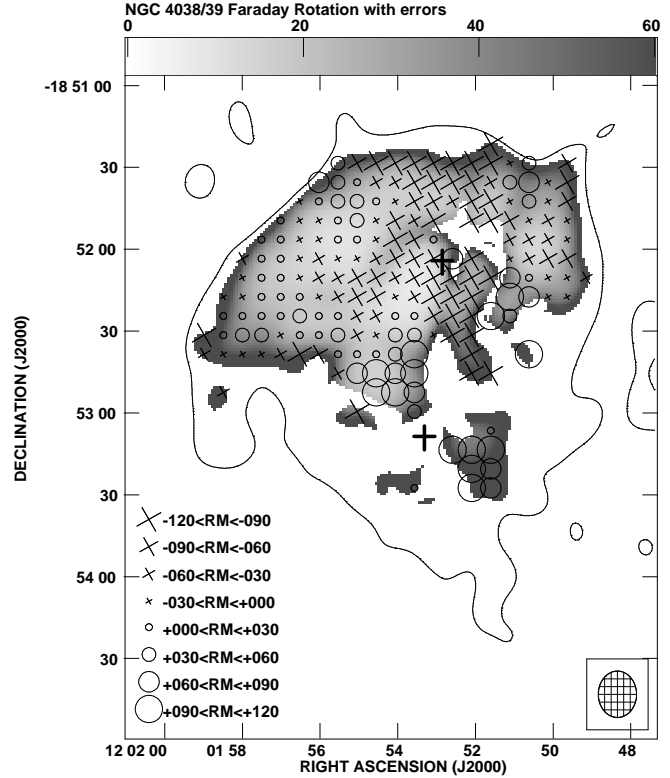 NGC 4038/39 Faraday Rotation with errors
0 20 40 60
-18 51 00
30
52 00
30
53 00
30
54 00
30
DECLINATION (J2000)
-120<RM<-090
-090<RM<-060
-060<RM<-030
-030<RM<+000
+000<RM<+030
+030<RM<+060
+060<RM<+090
+090<RM<+120
12 02 00 01 58 56 54 52 50 48
RIGHT ASCENSION (J2000)